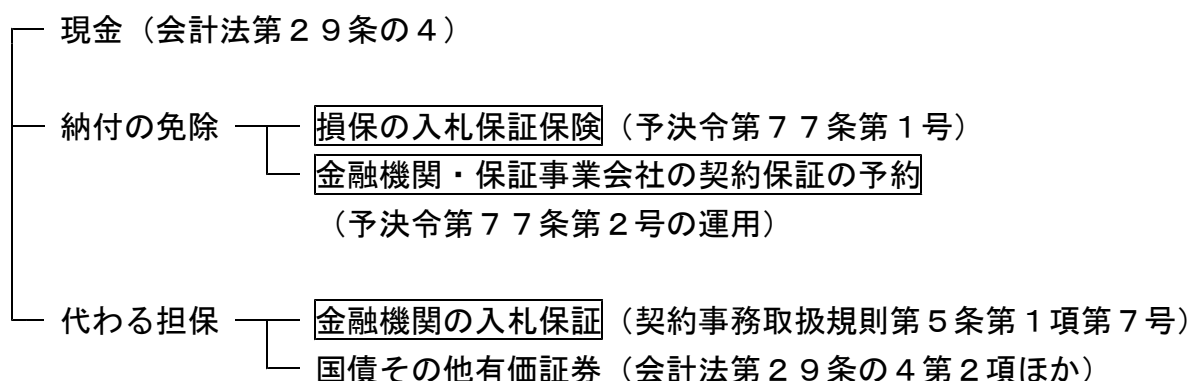 現金（会計法第２９条の４）
納付の免除 損保の入札保証保険（予決令第７７条第１号）
金融機関・保証事業会社の契約保証の予約
（予決令第７７条第２号の運用）
代わる担保 金融機関の入札保証（契約事務取扱規則第５条第１項第７号）
国債その他有価証券（会計法第２９条の４第２項ほか）